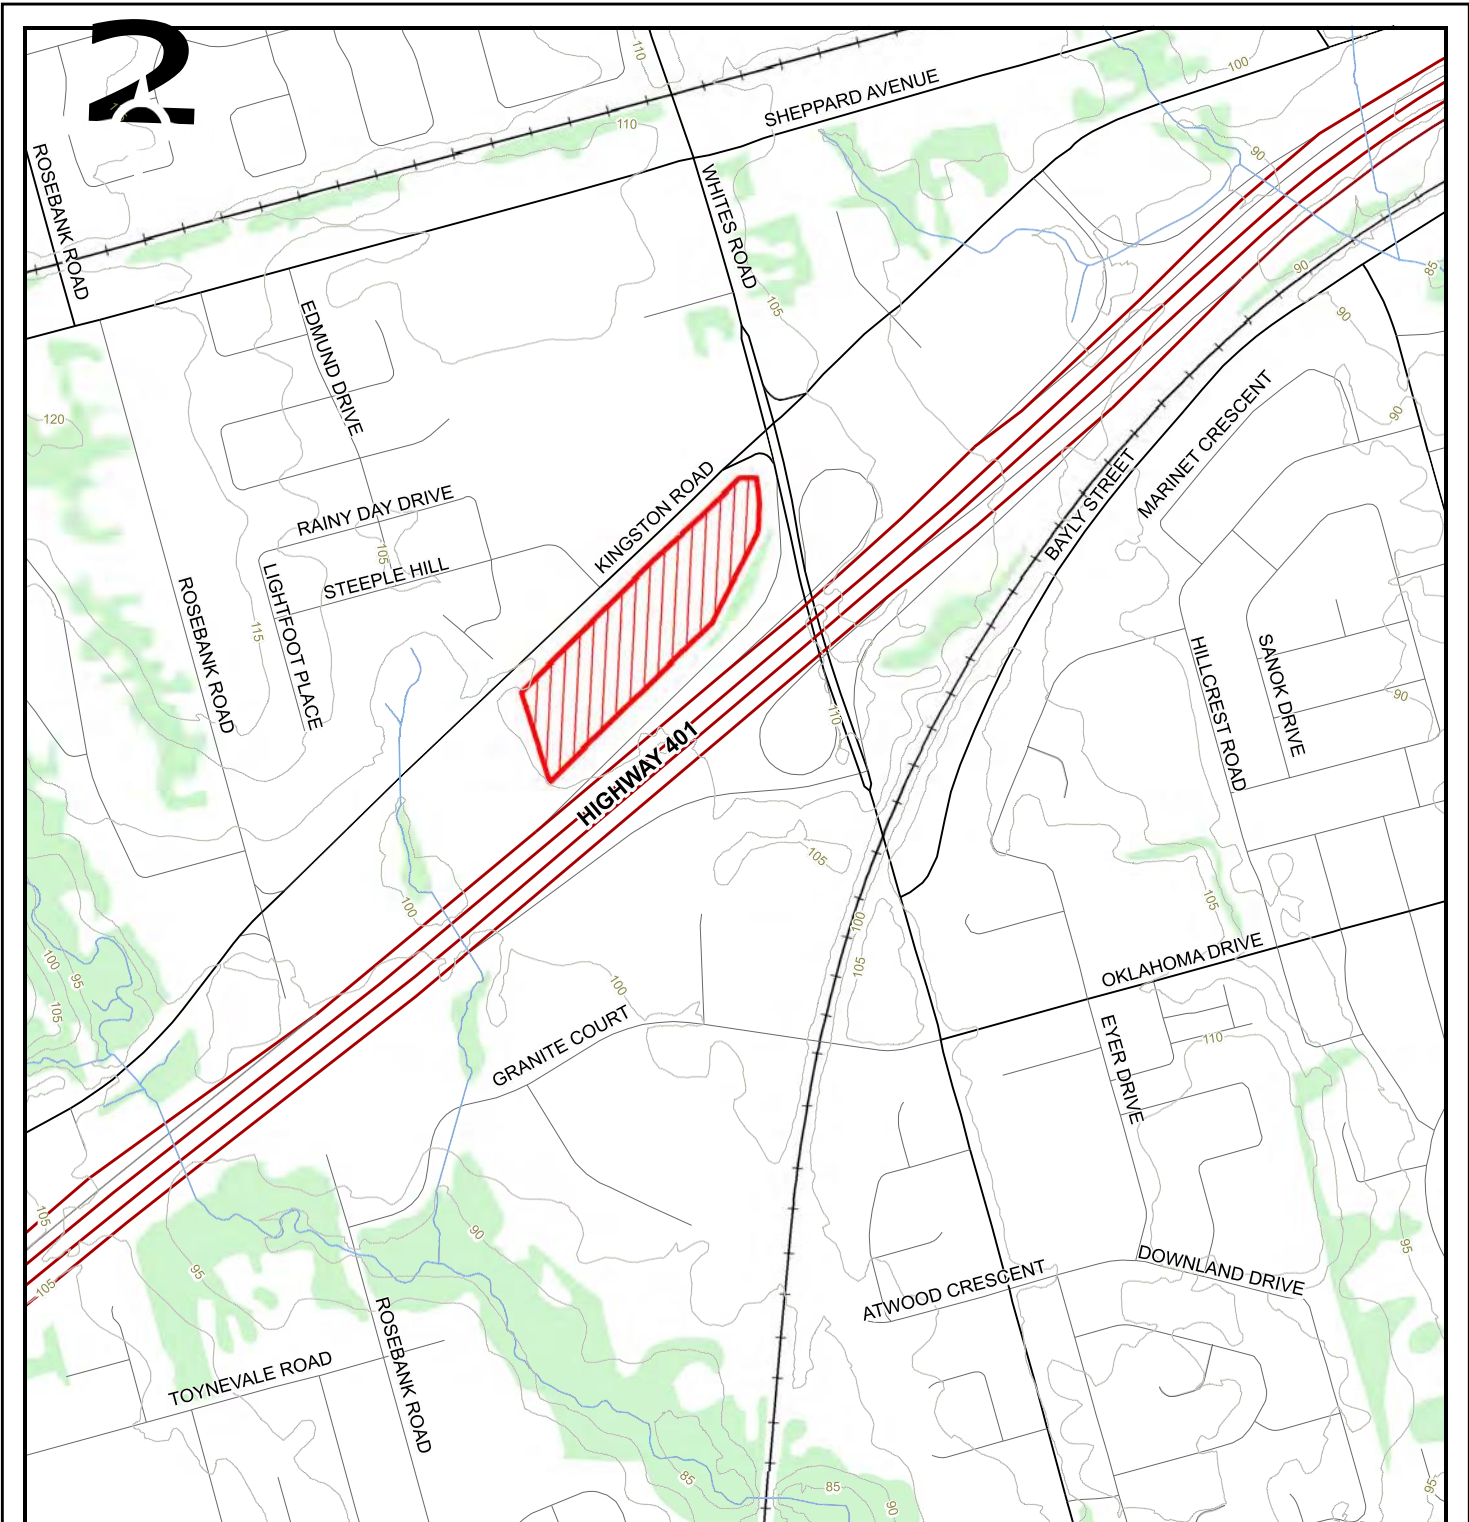 110
100
SHEPPARD AVENUE
110
ROSEBANK ROAD
90
WHITES ROAD
90
85
105
90
EDMUND DRIVE
120
MARINET CRESCENT
90
KINGSTON ROAD
BAYLY STREET
RAINY DAY DRIVE
105
STEEPLE HILL
LIGHTFOOT PLACE
115
ROSEBANK ROAD
HILLCREST ROAD
SANOK DRIVE
90
110
HIGHWAY 401
105
100
105
100
OKLAHOMA DRIVE
100
95
105
105
100
GRANITE COURT
EYER DRIVE
110
105
90
95
95
105
DOWNLAND DRIVE
ATWOOD CRESCENT
ROSEBANK ROAD
TOYNEVALE ROAD
85
85
90
95